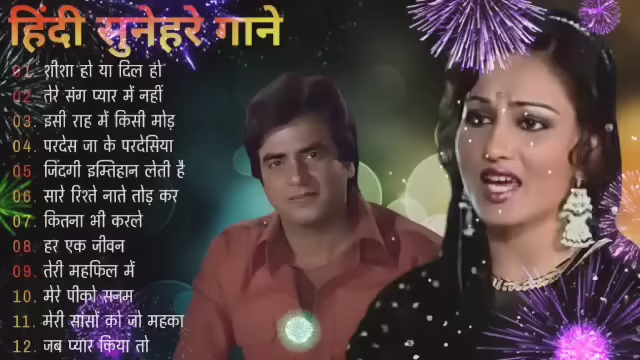 हिंदी सुनेहरे गाने
01. शीशा हो या दिल हो
02. तेरे संग प्यार में नहीं
03. इसी राह में किसी मोड़
04. परदेस जा के परदेसिया
05. जिंदगी इम्तिहान लेती है
06. सारे रिश्ते नाते तोड़ कर
07. कितना भी करले
08. हर एक जीवन
09. तेरी महफिल में
10. मेरे पीको सनम
11. मेरी सांसों को जो महका
12. जब प्यार किया तो